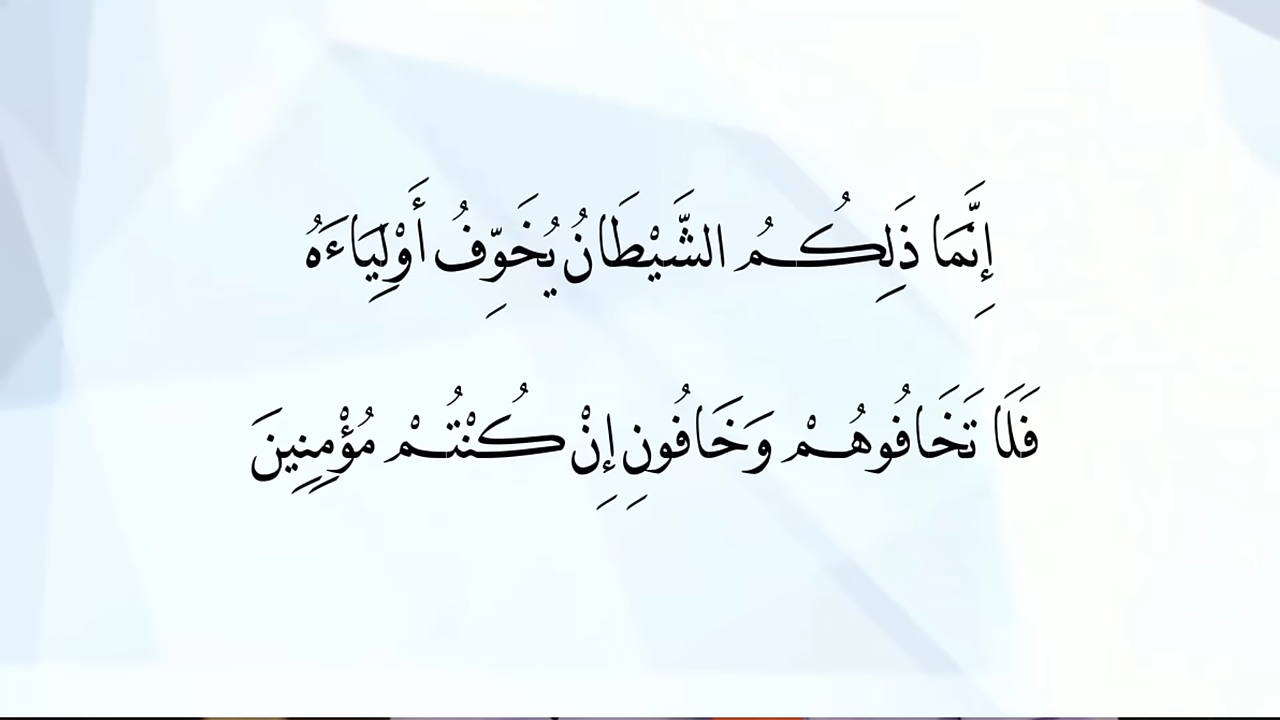 إِنَّمَا ذَلِكُمُ الشَّيْطَانُ يُخَوِّفُ أَوْلِيَاءَهُ
فَلَا تَخَافُوهُمْ وَخَافُونِ إِنْ كُنْتُمْ مُؤْمِنِينَ